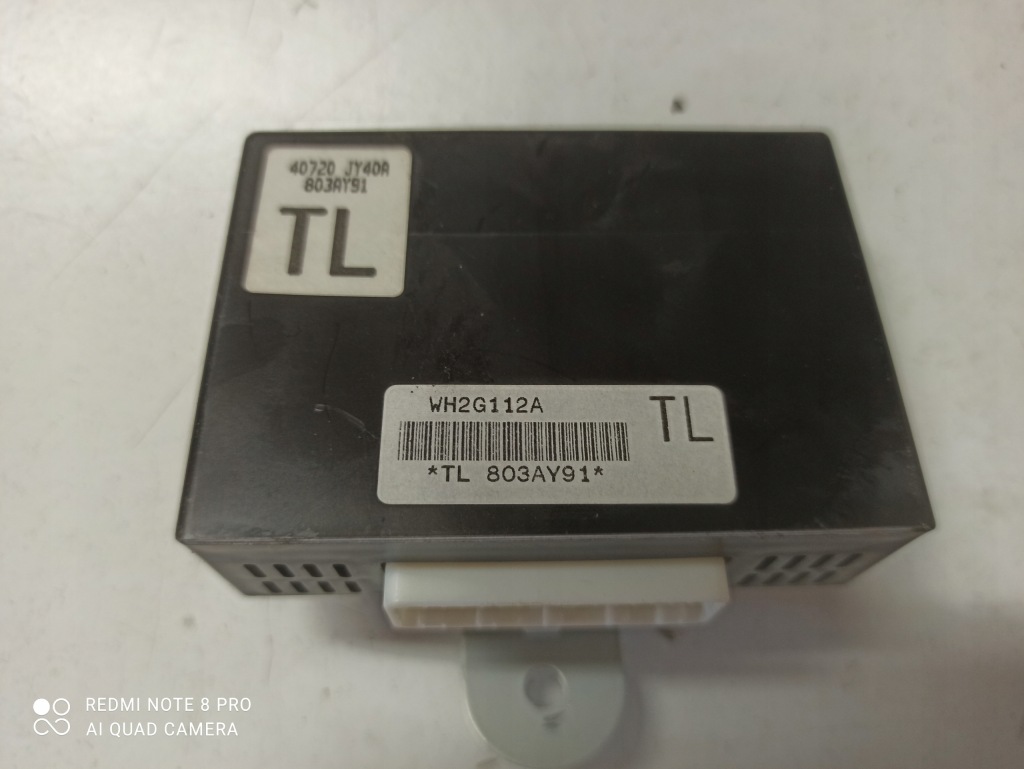 40720 JY40A
803AY91
TL
WH2G112A
TL
*TL 803AY91*
REDMI NOTE 8 PRO
AI QUAD CAMERA